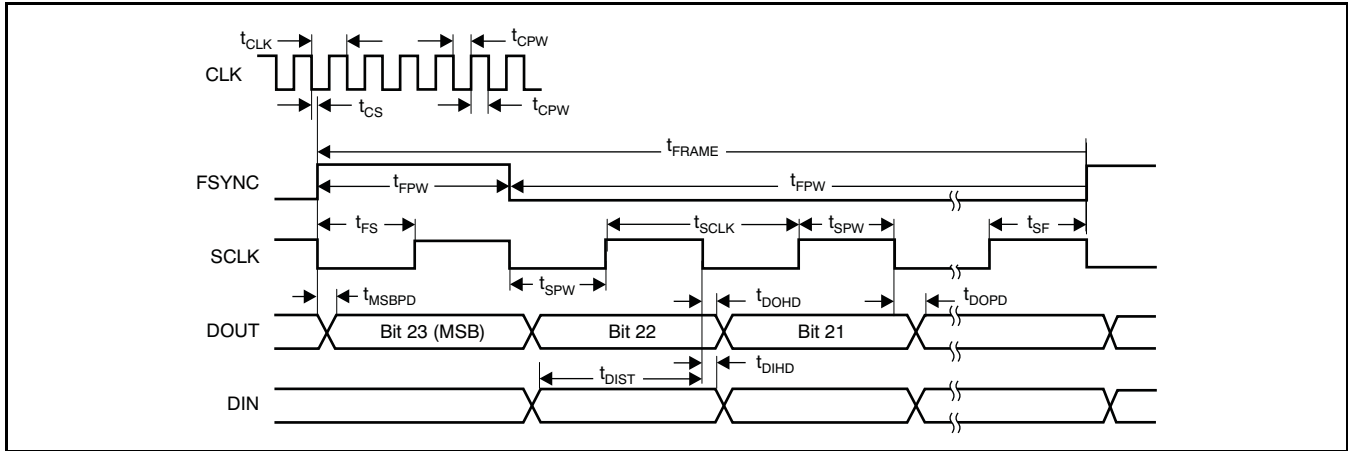 tCLK
tCPW
CLK
tCS
tCPW
tFRAME
FSYNC
tFPW
tFPW
tFS
tSCLK
tSPW
tSF
SCLK
tSPW
tMSBPD
tDOHD
tDOPD
DOUT
Bit 23 (MSB)
Bit 22
Bit 21
tDIST
tDIHD
DIN